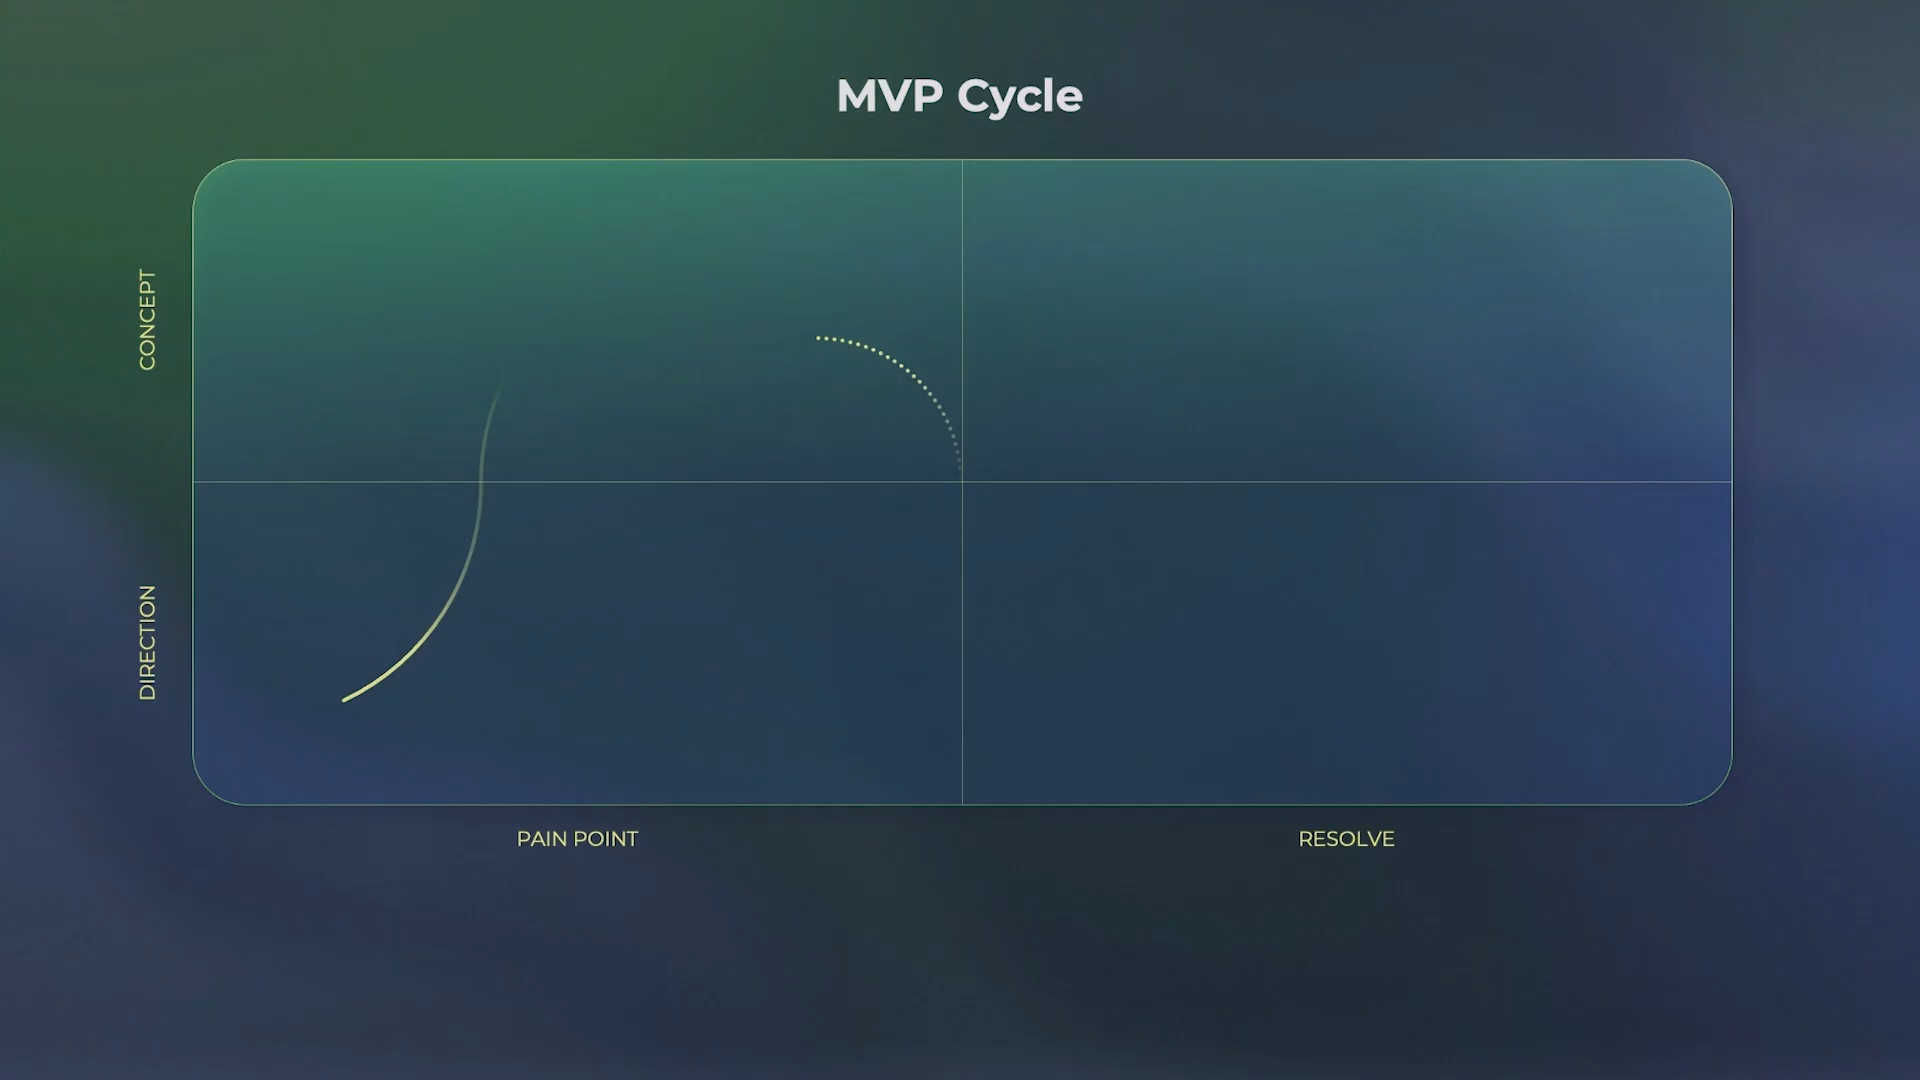 MVP Cycle
CONCEPT
DIRECTION
PAIN POINT
RESOLVE